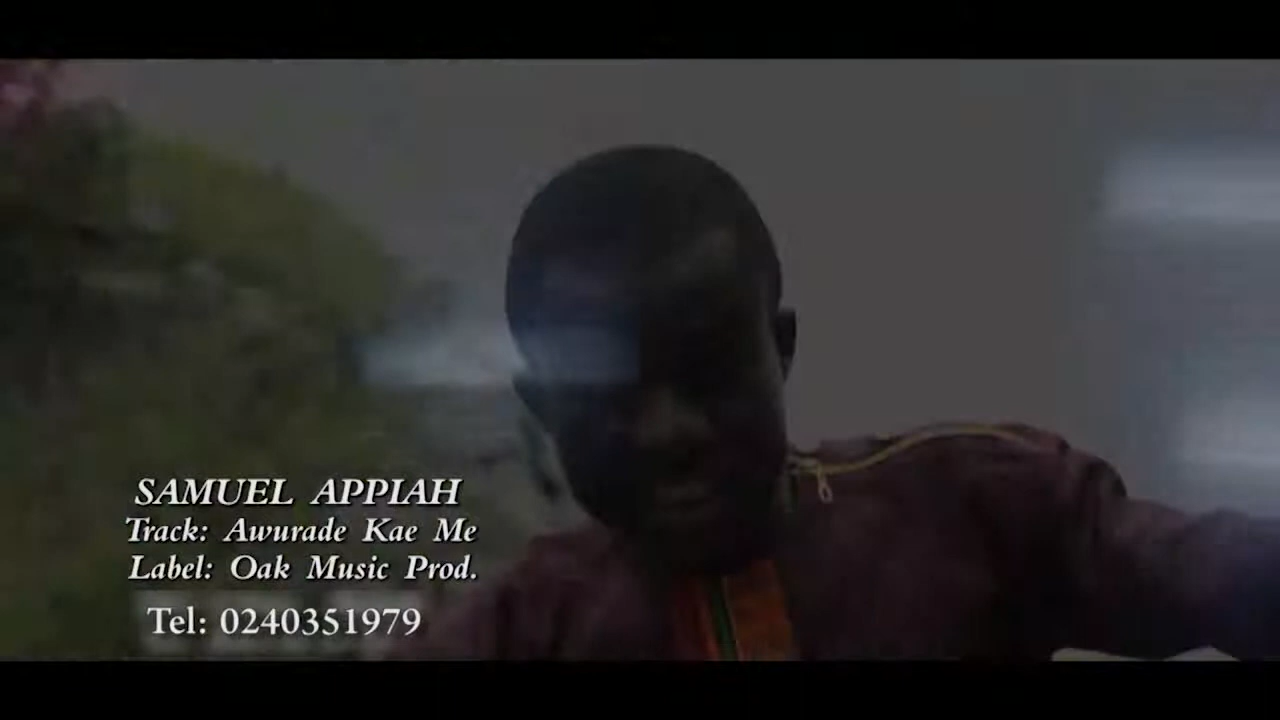 SAMUEL APPIAH
Track: Awurade Kae Me
Label: Oak Music Prod.
Tel: 0240351979